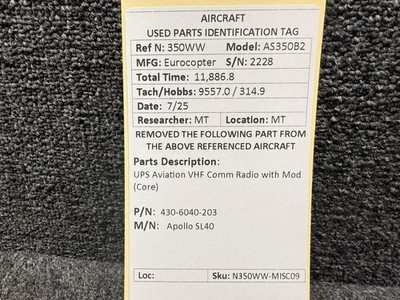 AIRCRAFT
USED PARTS IDENTIFICATION TAG
Ref N: 350WW Model: AS350B2
MFG: Eurocopter S/N: 2228
Total Time: 11,886.8
Tach/Hobbs: 9557.0 / 314.9
Date: 7/25
Researcher: MT Location: MT
REMOVED THE FOLLOWING PART FROM
THE ABOVE REFERENCED AIRCRAFT
Parts Description:
UPS Aviation VHF Comm Radio with Mod
(Core)
P/N: 430-6040-203
M/N: Apollo SL40
Loc: Sku: N350WW-MISC09